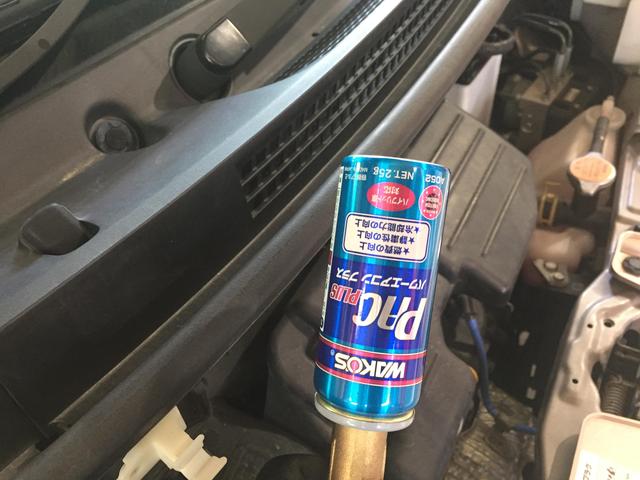 WAKO'S®
PAC PLUS
パワーエアコン プラス
★燃費の向上
★静粛性の向上
★冷却能力の向上
ハイブリッド車
対応!
A052
NET. 25g